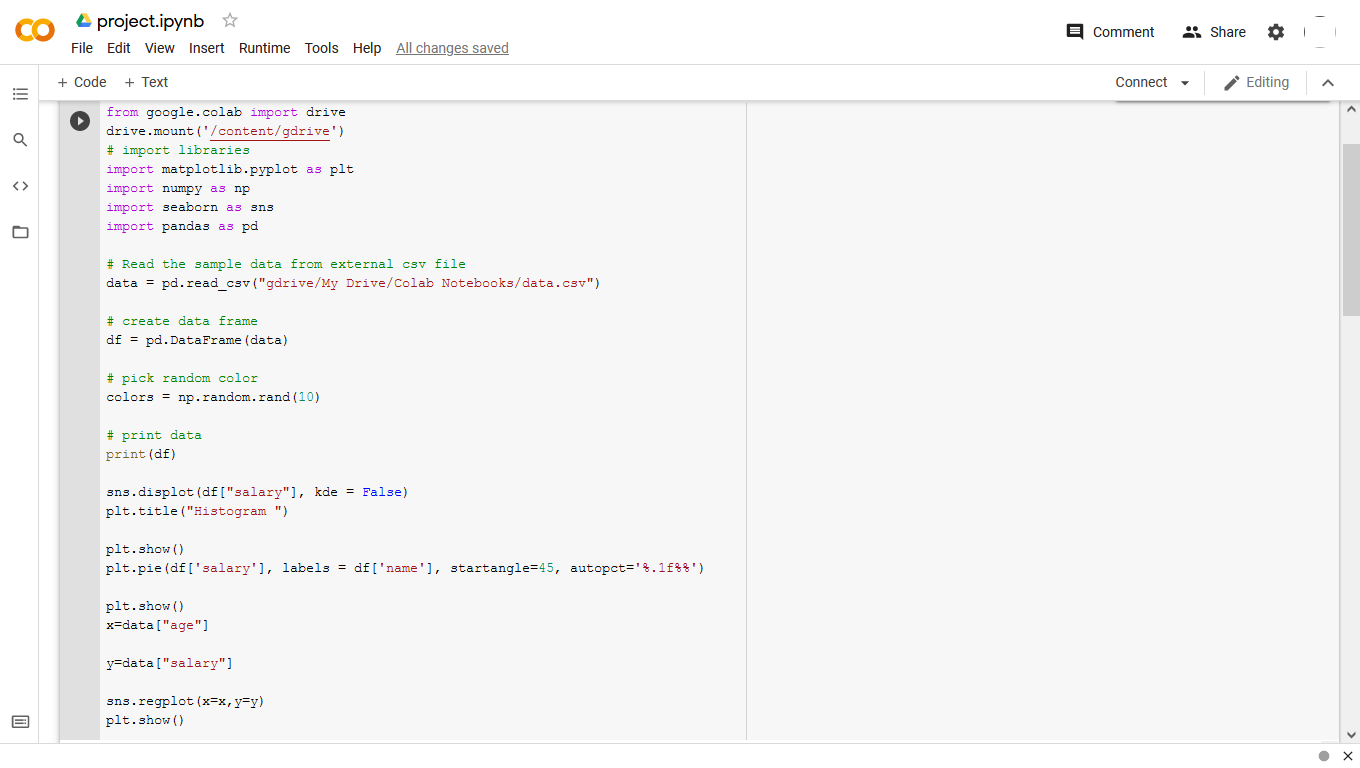 project.ipynb
File Edit View Insert Runtime Tools Help All changes saved
Comment Share
+ Code + Text
Connect Editing
from google.colab import drive
drive.mount('/content/gdrive')
# import libraries
import matplotlib.pyplot as plt
import numpy as np
import seaborn as sns
import pandas as pd
# Read the sample data from external csv file
data = pd.read_csv("gdrive/My Drive/Colab Notebooks/data.csv")
# create data frame
df = pd.DataFrame(data)
# pick random color
colors = np.random.rand(10)
# print data
print(df)
sns.displot(df["salary"], kde = False)
plt.title("Histogram ")
plt.show()
plt.pie(df['salary'], labels = df['name'], startangle=45, autopct='%.1f%%')
plt.show()
x=data["age"]
y=data["salary"]
sns.regplot(x=x,y=y)
plt.show()